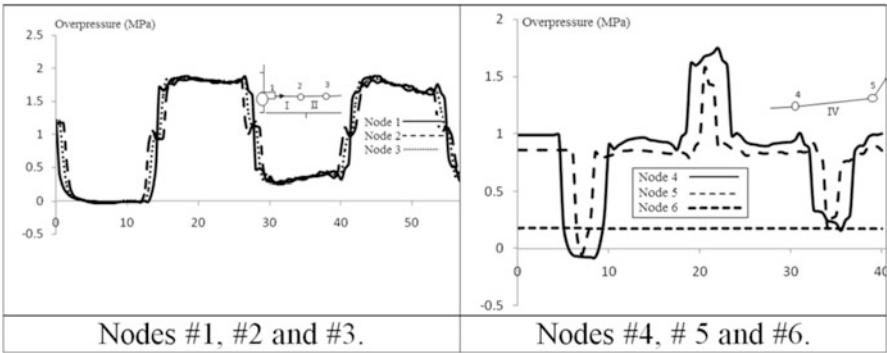 Overpressure (MPa)
2.5
2
1.5
1
0.5
0
-0.5
0
10
20
30
40
50
1
2
3
I
II
Node 1
Node 2
Node 3
Overpressure (MPa)
2
1.5
1
0.5
0
-0.5
0
10
20
30
40
4
5
IV
Node 4
Node 5
Node 6
Nodes #1, #2 and #3.
Nodes #4, # 5 and #6.